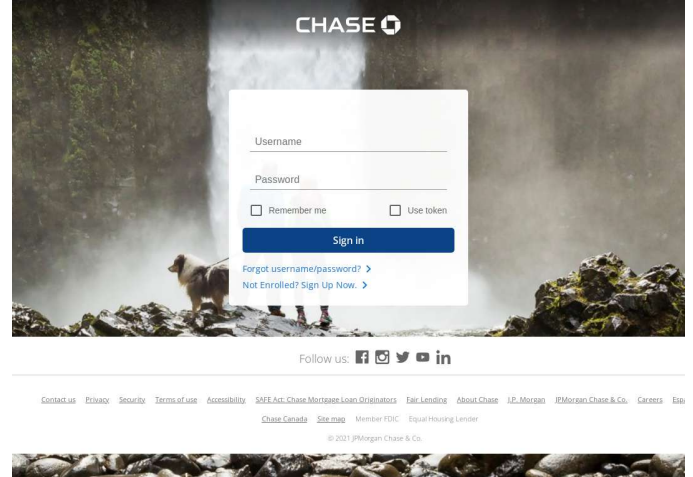 CHASE
Username
Password
Remember me Use token
Sign in
Forgot username/password?
Not Enrolled? Sign Up Now.
Follow us:
Contact us Privacy Security Terms of use Accessibility SAFE Act: Chase Mortgage Loan Originators Fair Lending About Chase J.P. Morgan JPMorgan Chase & Co. Careers Espa
Chase Canada Site map Member FDIC Equal Housing Lender
© 2021 JPMorgan Chase & Co.